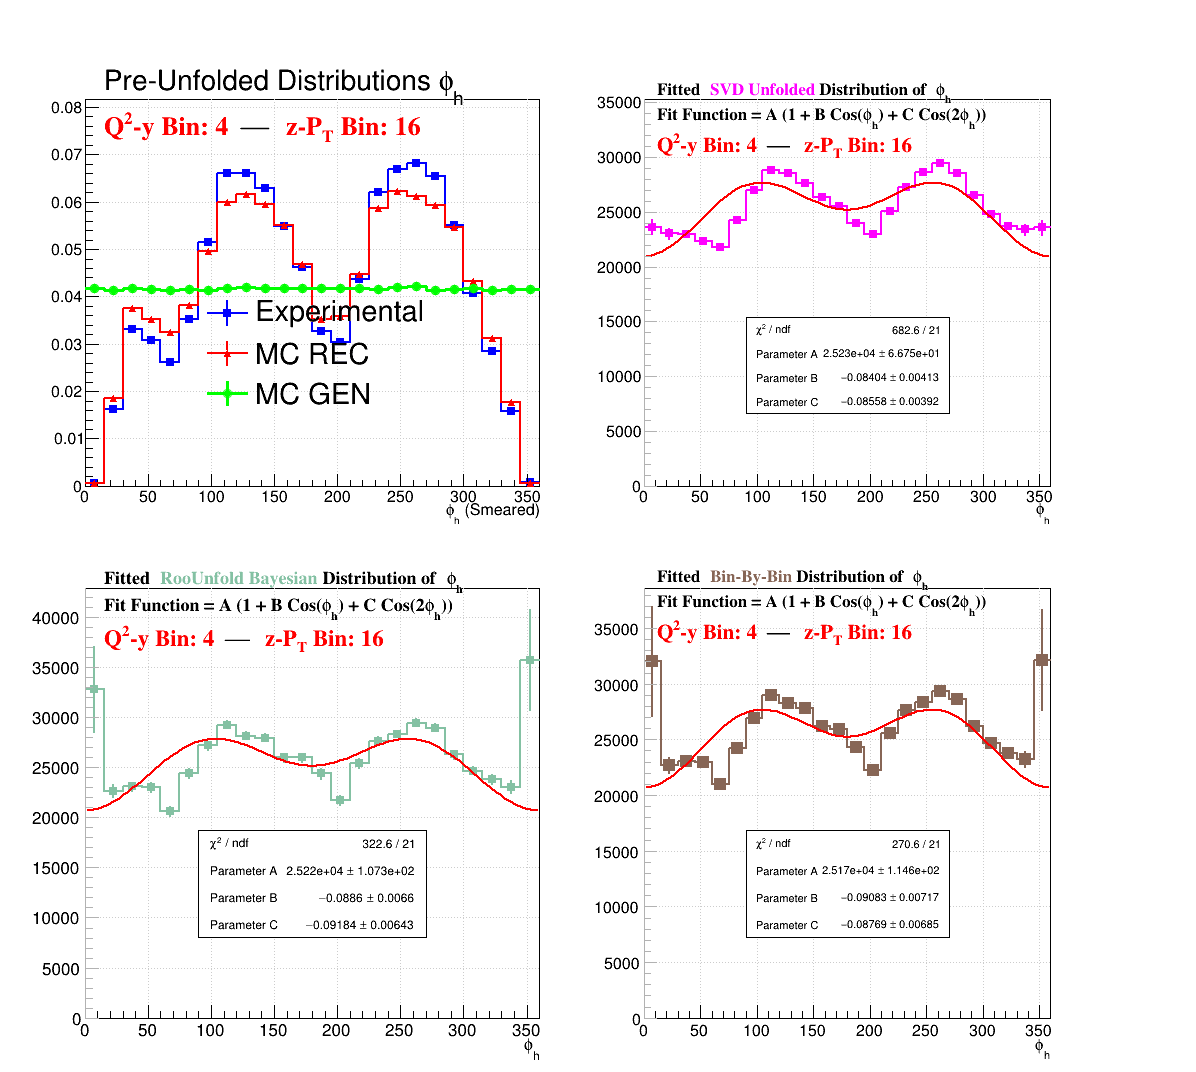 Pre-Unfolded Distributions ϕh
Q²-y Bin: 4 — z-PT Bin: 16
0.08
0.07
0.06
0.05
0.04
0.03
0.02
0.01
0
Experimental
MC REC
MC GEN
0 50 100 150 200 250 300 350
ϕh (Smeared)
Fitted SVD Unfolded Distribution of ϕh
Fit Function = A (1 + B Cos(ϕh) + C Cos(2ϕh))
Q²-y Bin: 4 — z-PT Bin: 16
35000
30000
25000
20000
15000
10000
5000
0
χ² / ndf 682.6 / 21
Parameter A 2.523e+04 ± 6.675e+01
Parameter B −0.08404 ± 0.00413
Parameter C −0.08558 ± 0.00392
0 50 100 150 200 250 300 350
ϕh
Fitted RooUnfold Bayesian Distribution of ϕh
Fit Function = A (1 + B Cos(ϕh) + C Cos(2ϕh))
Q²-y Bin: 4 — z-PT Bin: 16
40000
35000
30000
25000
20000
15000
10000
5000
0
χ² / ndf 322.6 / 21
Parameter A 2.522e+04 ± 1.073e+02
Parameter B −0.0886 ± 0.0066
Parameter C −0.09184 ± 0.00643
0 50 100 150 200 250 300 350
ϕh
Fitted Bin-By-Bin Distribution of ϕh
Fit Function = A (1 + B Cos(ϕh) + C Cos(2ϕh))
Q²-y Bin: 4 — z-PT Bin: 16
35000
30000
25000
20000
15000
10000
5000
0
χ² / ndf 270.6 / 21
Parameter A 2.517e+04 ± 1.146e+02
Parameter B −0.09083 ± 0.00717
Parameter C −0.08769 ± 0.00685
0 50 100 150 200 250 300 350
ϕh